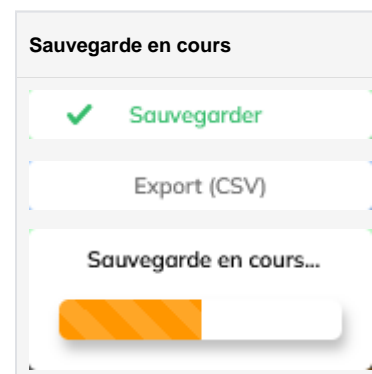 Sauvegarde en cours
Sauvegarder
Export (CSV)
Sauvegarde en cours...